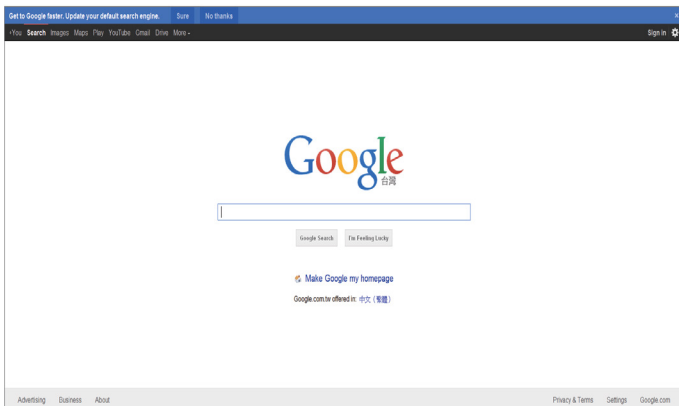 Get to Google faster. Update your default search engine. Sure No thanks x
+You Search Images Maps Play YouTube Gmail Drive More
Sign in
Google
台灣
Google Search I'm Feeling Lucky
Make Google my homepage
Google.com.tw offered in: 中文（繁體）
Advertising Business About Privacy & Terms Settings Google.com